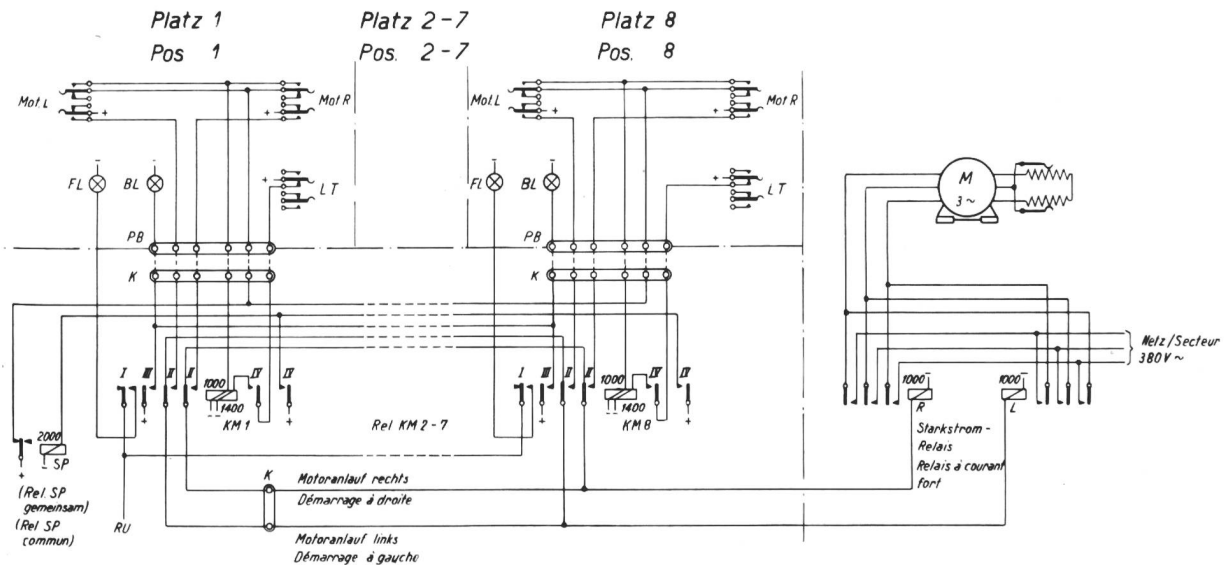 Platz 1
Pos 1
Platz 2-7
Pos. 2-7
Platz 8
Pos. 8
Mot. L
+
+
Mot R
Mot.L
+
+
Mot R
−
FL
−
BL
+
LT
−
FL
−
BL
+
LT
M
3~
PB
PB
K
K
Netz/Secteur
380V~
I
III
II
II
1000
IV
IV
I
III
II
II
1000
IV
IV
1000 −
R
1000 −
L
+
1400
KM 1
+
Rel KM 2-7
+
1400
KM 8
+
2000
− SP
+
(Rel. SP
gemeinsam)
(Rel SP
commun)
RU
K
Motoranlauf rechts
Démarrage à droite
Motoranlauf links
Démarrage à gauche
Starkstrom-
Relais
Relais à courant
fort